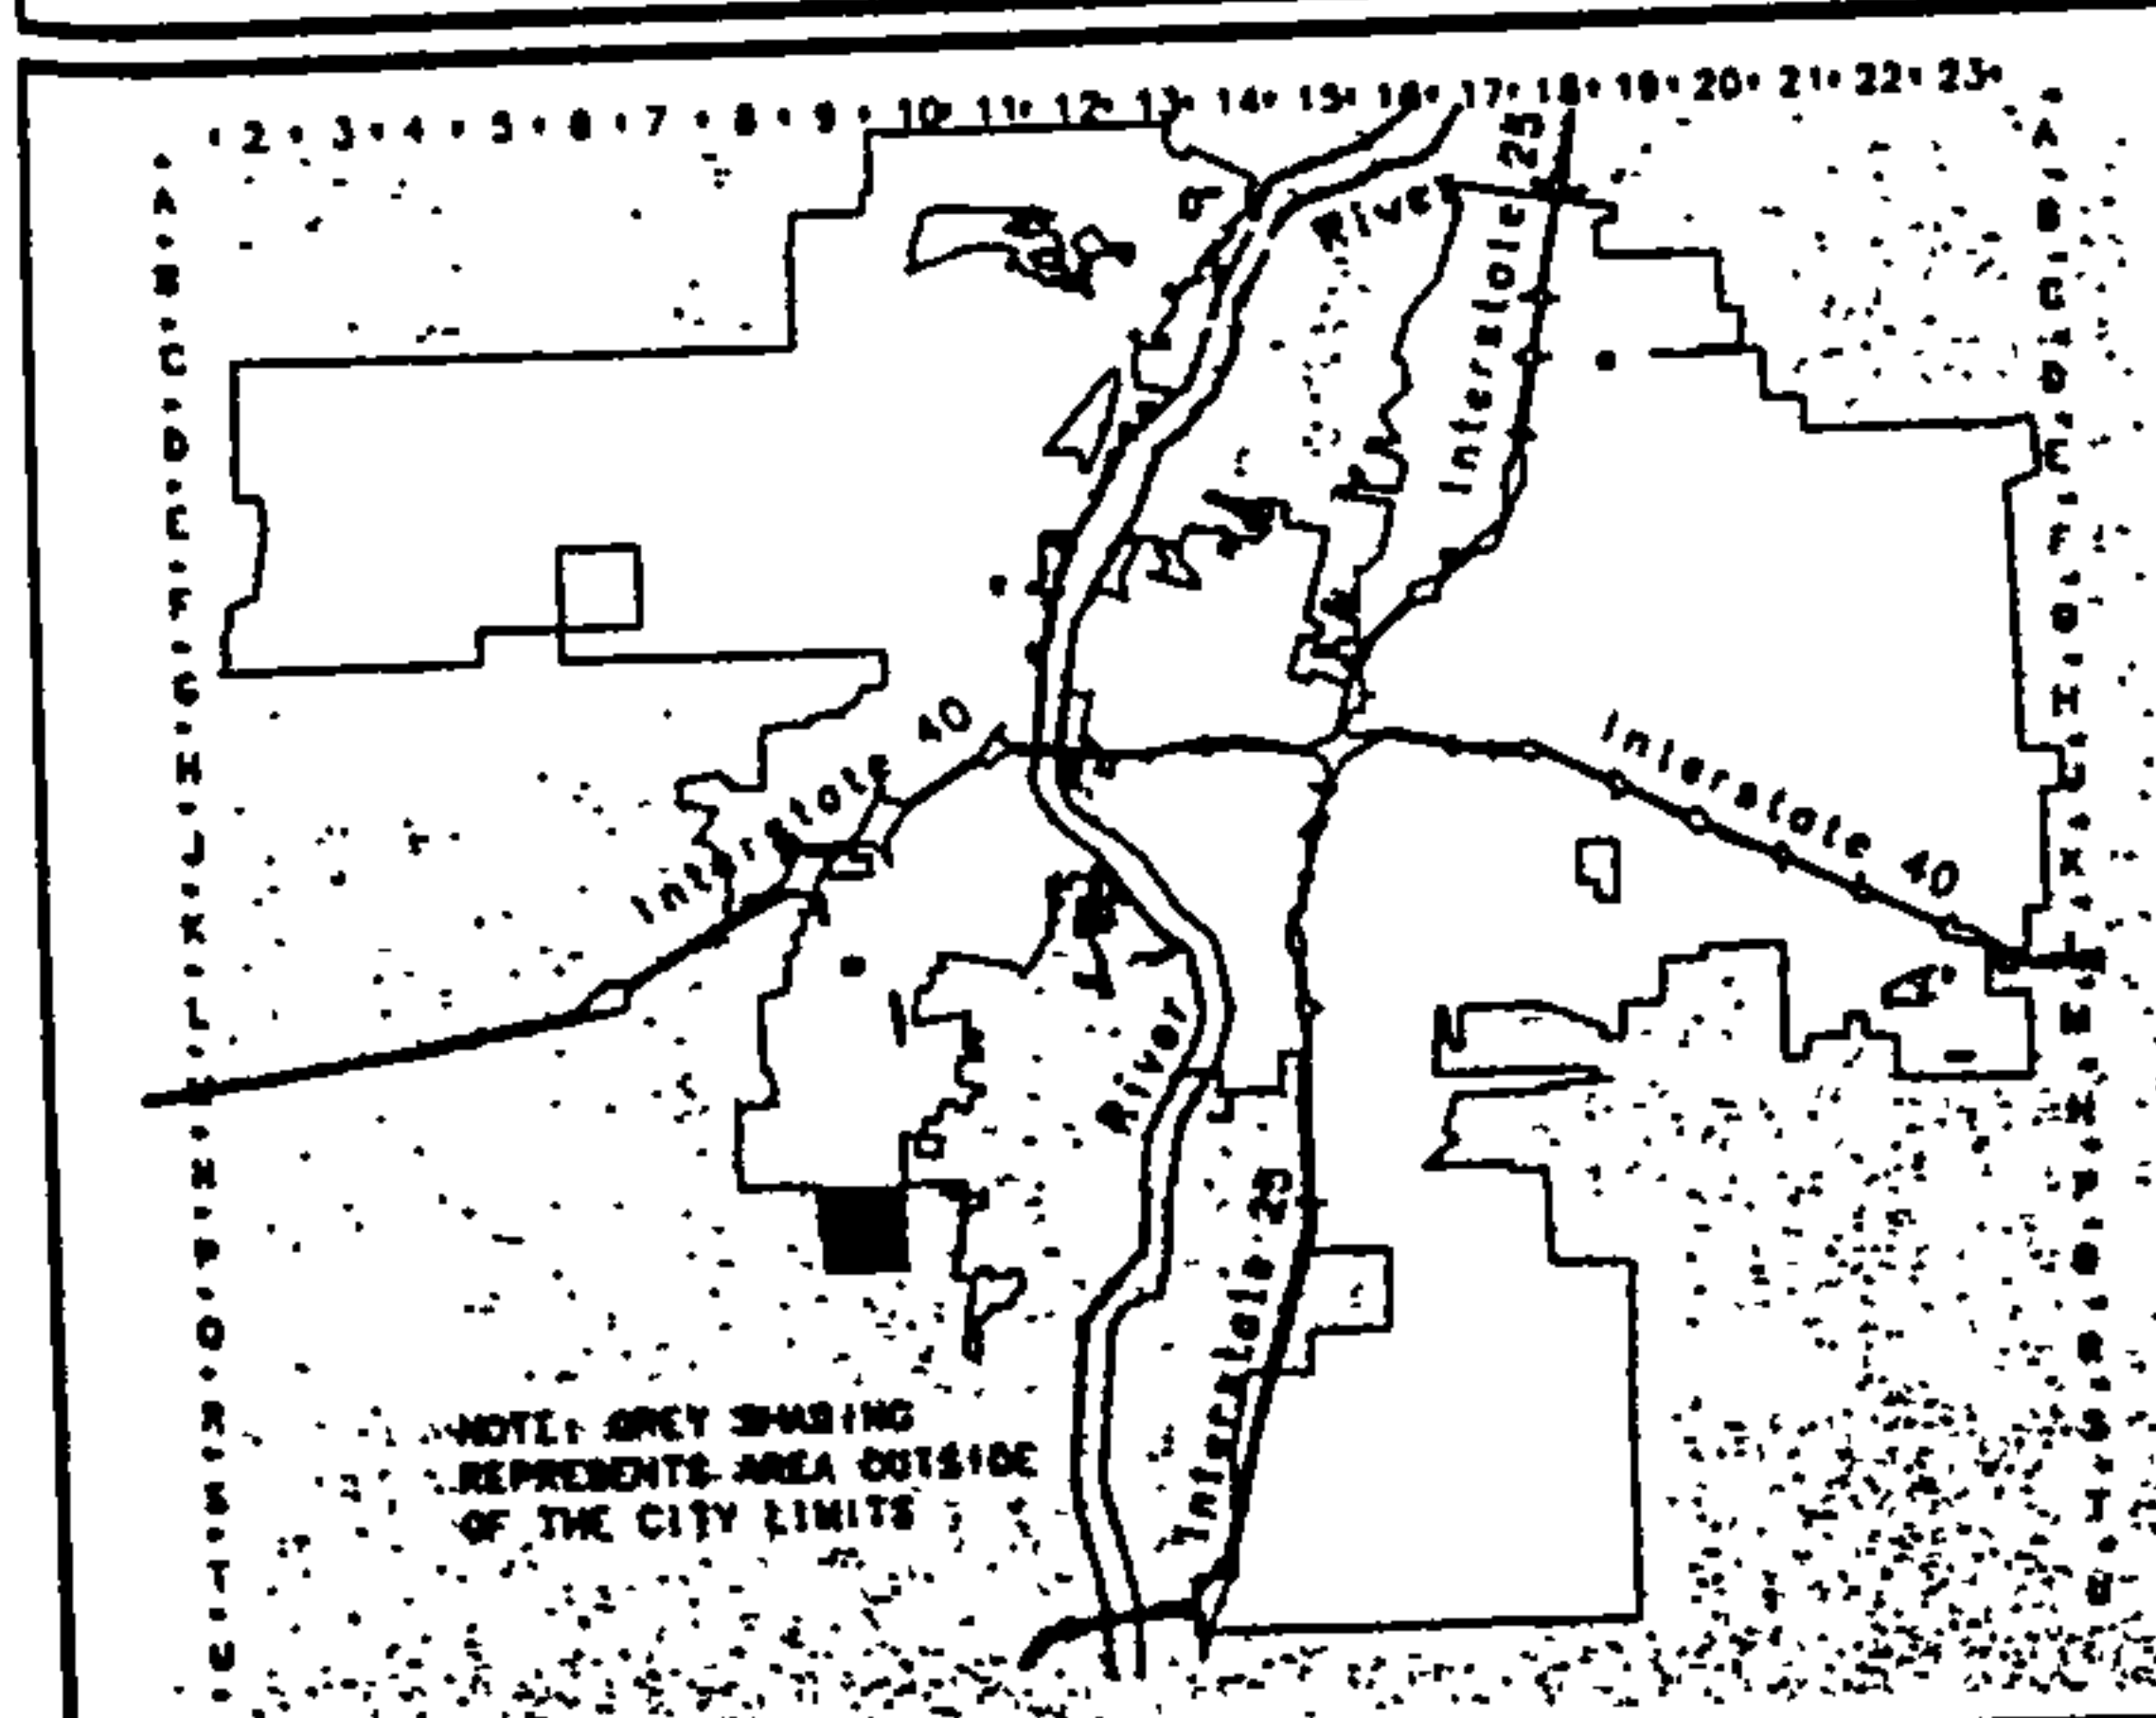 2 · 3 · 4 · 5 · 6 · 7 · 8 · 9 · 10 · 11 · 12 · 13 · 14 · 15 · 16 · 17 · 18 · 19 · 20 · 21 · 22 · 23 ·
A
B
C
D
E
F
G
H
J
K
L
M
N
P
Q
R
S
T
U
River
Interstate 25
Interstate 40
Interstate 40
River
Interstate 25
A
B
C
D
E
F
G
H
J
K
L
M
N
P
Q
R
S
T
U
NOTE: GREY SHADING
REPRESENTS AREA OUTSIDE
OF THE CITY LIMITS